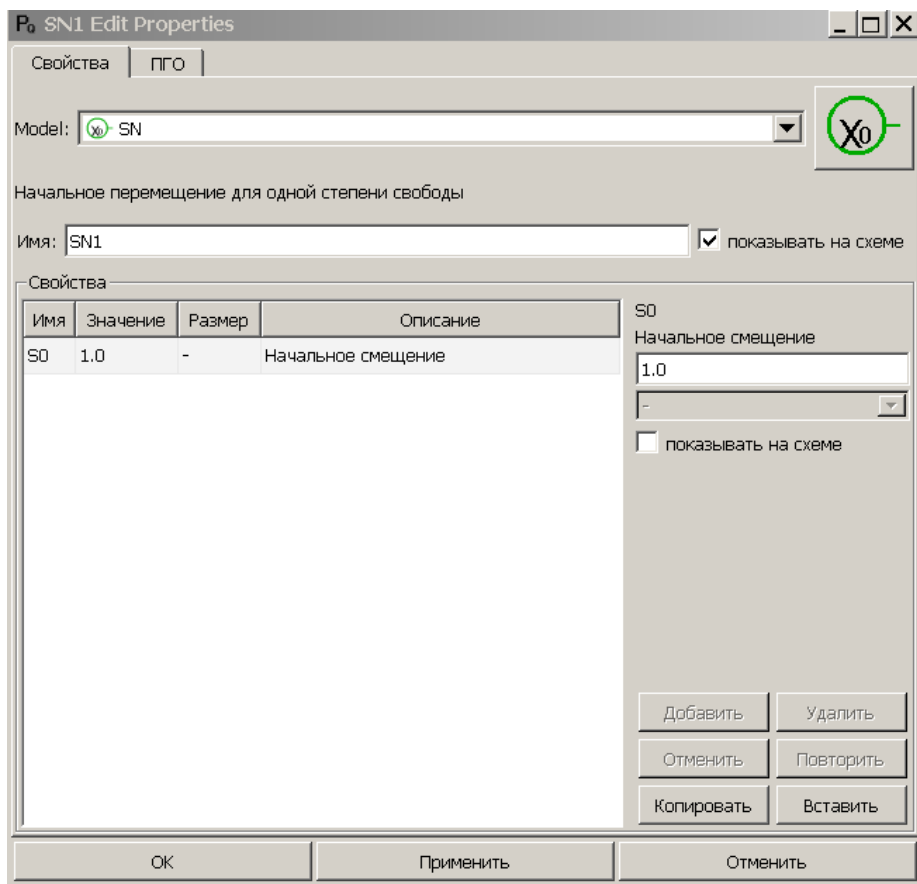 Pa SN1 Edit Properties
Свойства ПГО
Model: X0 SN
X0
Начальное перемещение для одной степени свободы
Имя: SN1 показывать на схеме
Свойства
Имя Значение Размер Описание
S0 1.0 - Начальное смещение
S0
Начальное смещение
1.0
-
показывать на схеме
Добавить Удалить
Отменить Повторить
Копировать Вставить
OK Применить Отменить